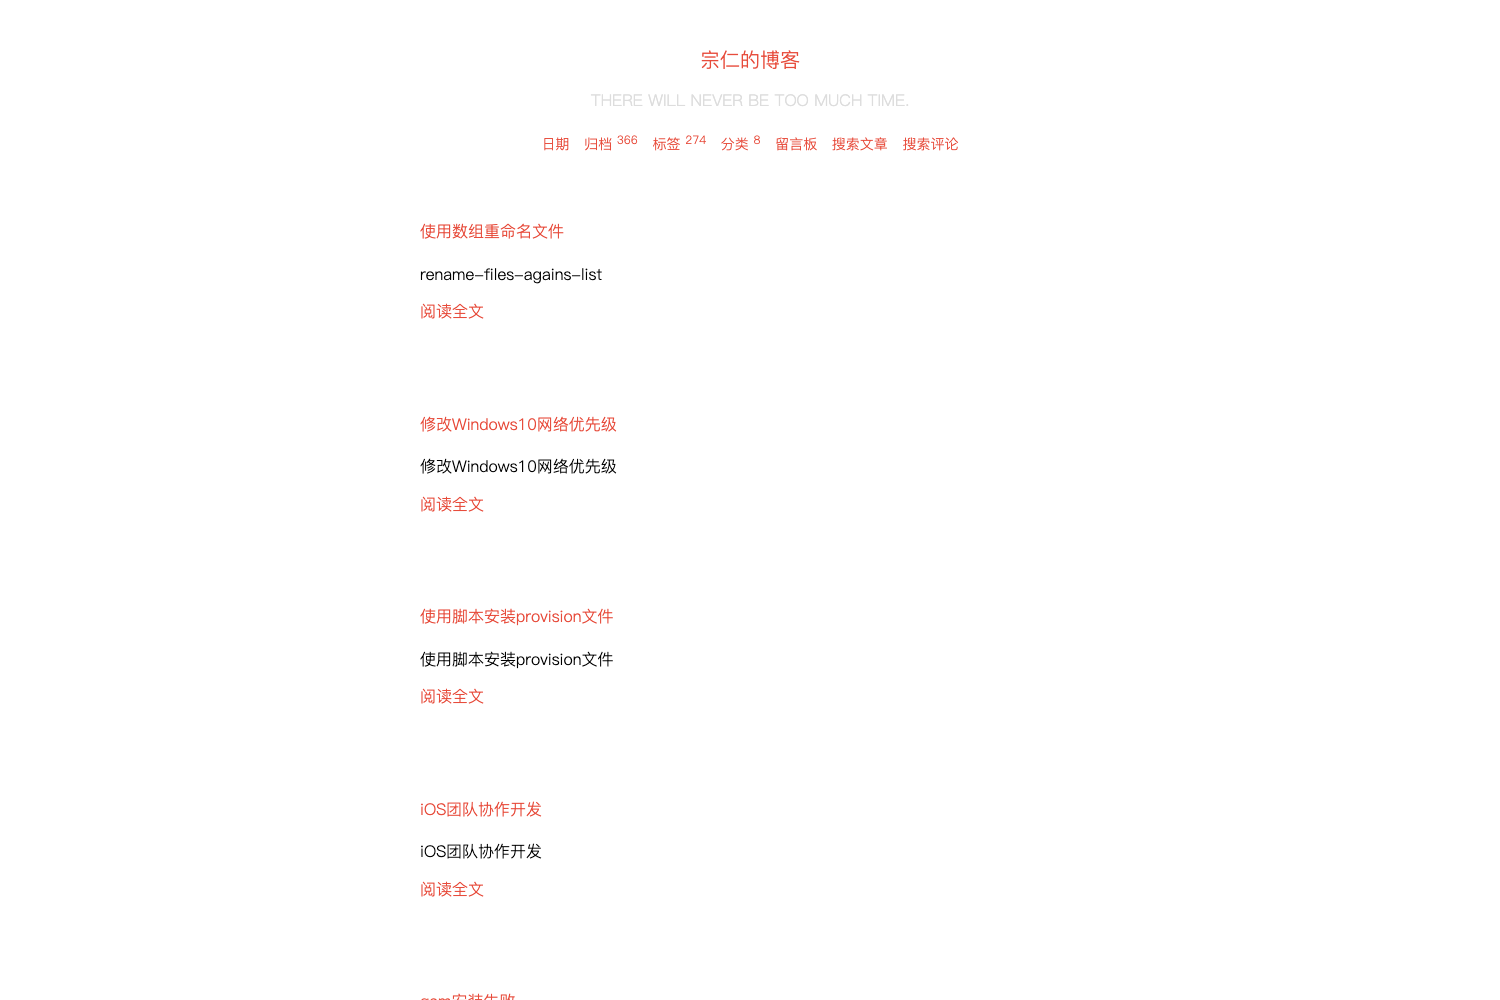 宗仁的博客
THERE WILL NEVER BE TOO MUCH TIME.
日期 归档 366 标签 274 分类 8 留言板 搜索文章 搜索评论
使用数组重命名文件
rename-files-agains-list
阅读全文
修改Windows10网络优先级
修改Windows10网络优先级
阅读全文
使用脚本安装provision文件
使用脚本安装provision文件
阅读全文
iOS团队协作开发
iOS团队协作开发
阅读全文
gem安装失败